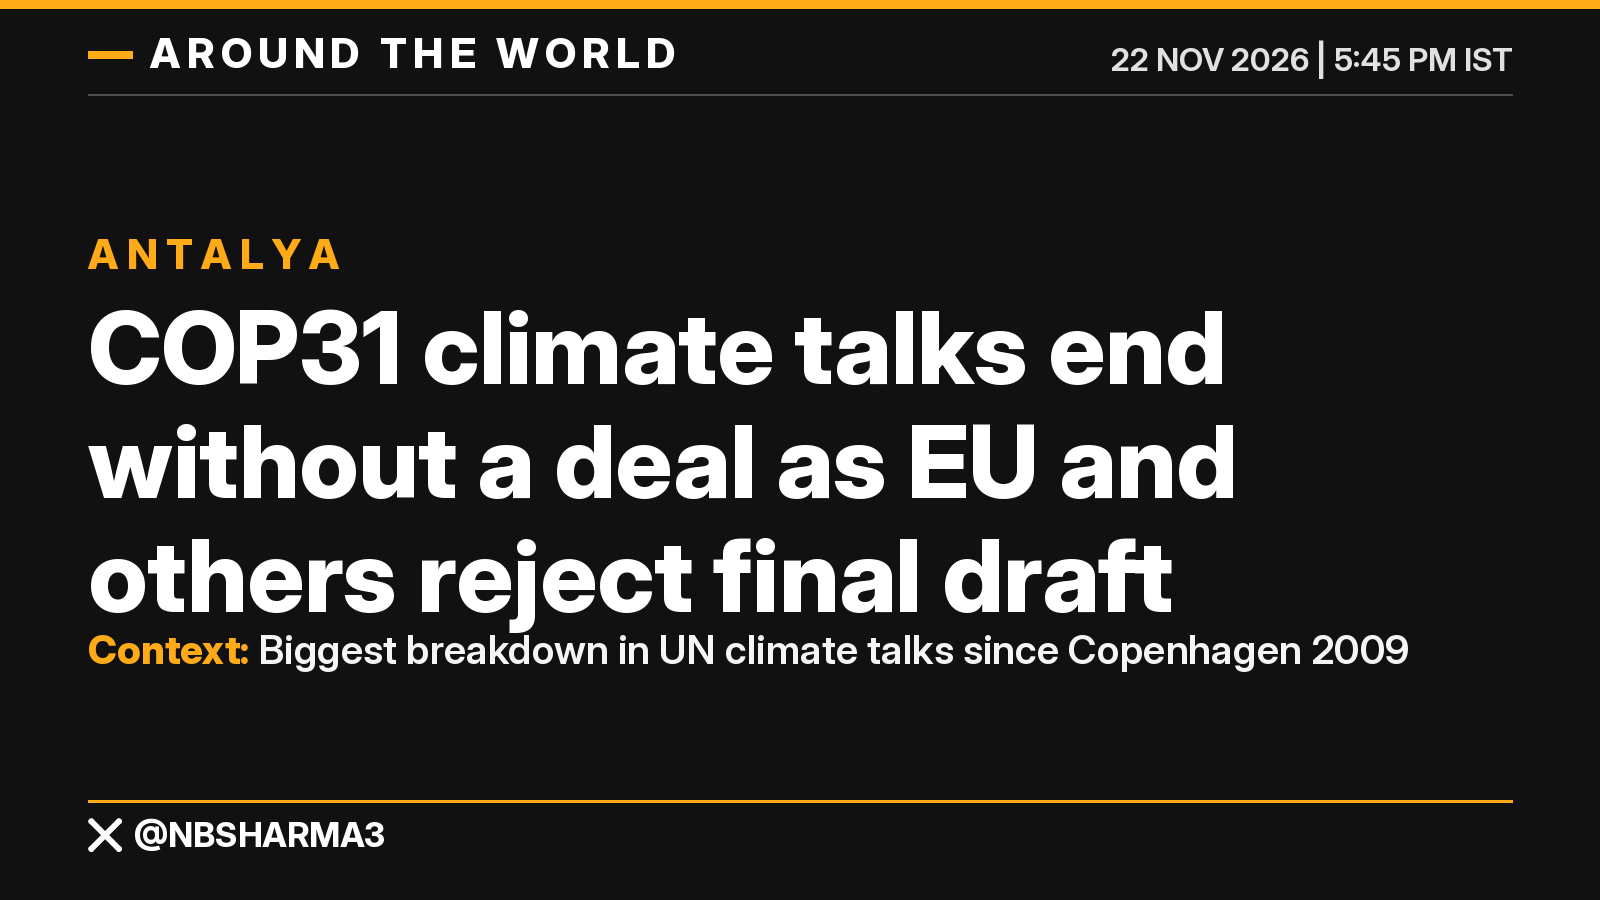 AROUND THE WORLD
22 NOV 2026 | 5:45 PM IST
ANTALYA
COP31 climate talks end
without a deal as EU and
others reject final draft
Context: Biggest breakdown in UN climate talks since Copenhagen 2009
@NBSHARMA3